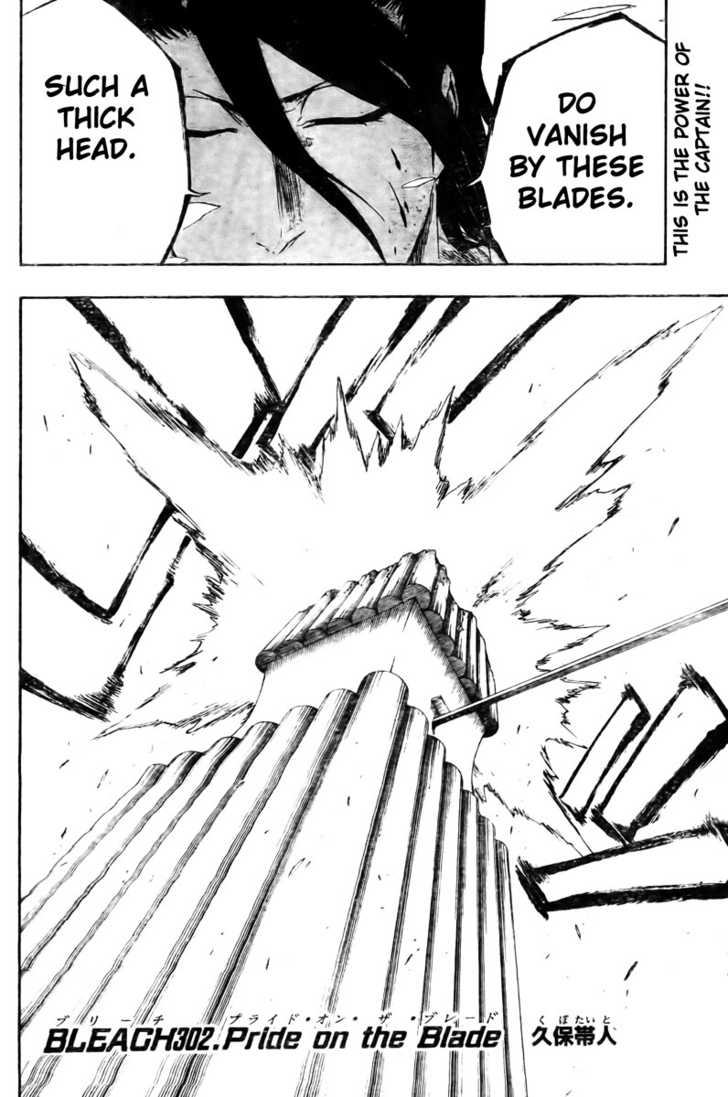 DO
VANISH
BY THESE
BLADES.
SUCH A
THICK
HEAD.
THIS IS THE POWER OF
THE CAPTAIN!!
ブリーチ プライド・オン・ザ・ブレード
BLEACH302.Pride on the Blade
くぼたいと
久保帯人